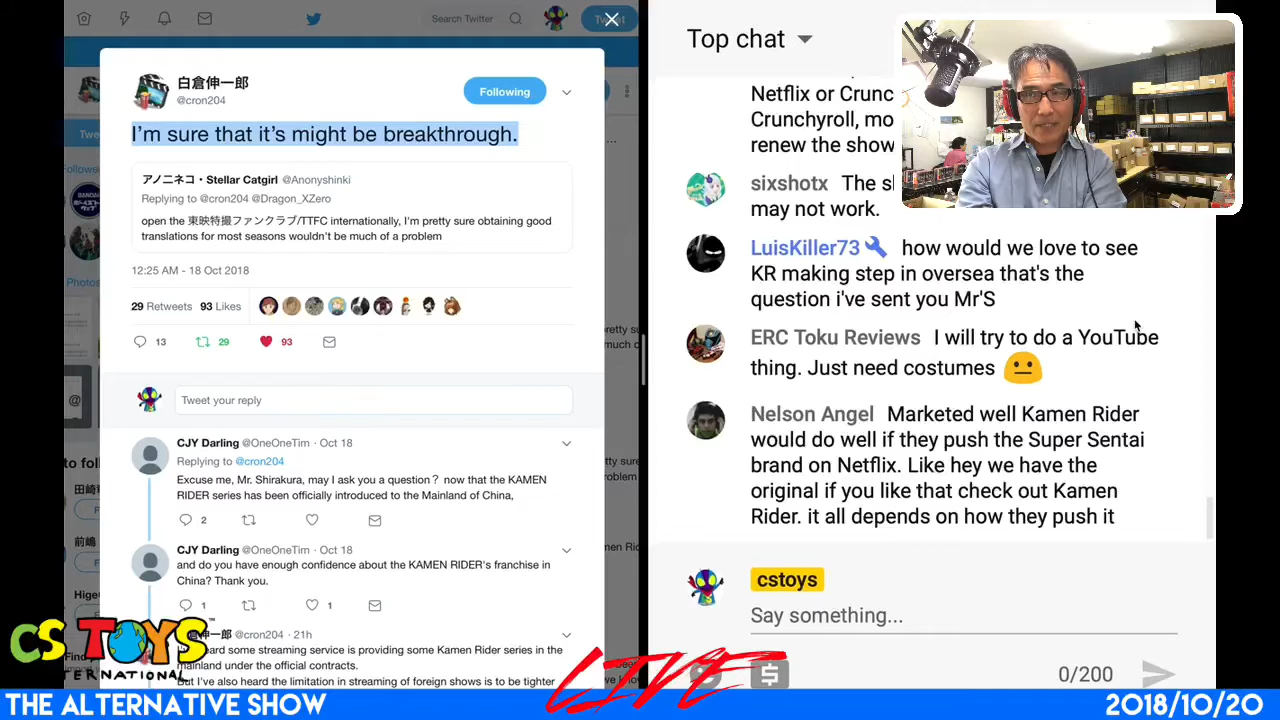 Search Twitter
Tweet
白倉伸一郎
@cron204
Following
I'm sure that it's might be breakthrough.
アノ二ネコ・Stellar Catgirl @Anonyshinki
Replying to @cron204 @Dragon_XZero
open the 東映特撮ファンクラブ/TTFC internationally, I'm pretty sure obtaining good
translations for most seasons wouldn't be much of a problem
12:25 AM - 18 Oct 2018
29 Retweets 93 Likes
13 29 93
Tweet your reply
CJY Darling @OneOneTim · Oct 18
Replying to @cron204
Excuse me, Mr. Shirakura, may I ask you a question？ now that the KAMEN
RIDER series has been officially introduced to the Mainland of China,
2
CJY Darling @OneOneTim · Oct 18
and do you have enough confidence about the KAMEN RIDER's franchise in
China? Thank you.
1 1
伸一郎 @cron204 · 21h
some streaming service is providing some Kamen Rider series in the
mainland under the official contracts.
But I've also heard the limitation in streaming of foreign shows is to be tighter
Photos
田崎
前嶋
Top chat
Netflix or Crunc
Crunchyroll, mo
renew the show
sixshotx The s
may not work.
LuisKiller73 how would we love to see
KR making step in oversea that's the
question i've sent you Mr'S
ERC Toku Reviews I will try to do a YouTube
thing. Just need costumes
Nelson Angel Marketed well Kamen Rider
would do well if they push the Super Sentai
brand on Netflix. Like hey we have the
original if you like that check out Kamen
Rider. it all depends on how they push it
cstoys
Say something...
0/200
CS TOYS
INTERNATIONAL
LIVE
THE ALTERNATIVE SHOW
2018/10/20